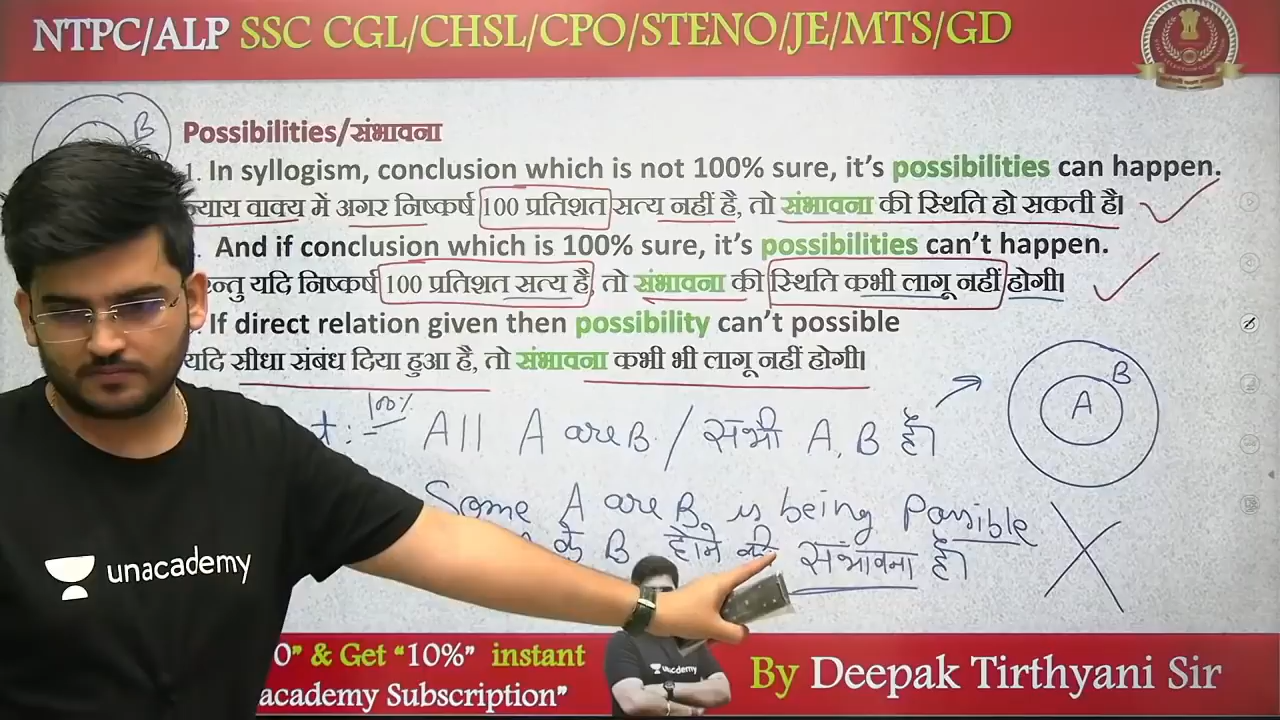 NTPC/ALP SSC CGL/CHSL/CPO/STENO/JE/MTS/GD
B
Possibilities/संभावना
1. In syllogism, conclusion which is not 100% sure, it's possibilities can happen.
न्याय वाक्य में अगर निष्कर्ष 100 प्रतिशत सत्य नहीं है, तो संभावना की स्थिति हो सकती है।
And if conclusion which is 100% sure, it's possibilities can't happen.
यदि निष्कर्ष 100 प्रतिशत सत्य है, तो संभावना की स्थिति कभी लागू नहीं होगी।
If direct relation given then possibility can't possible
यदि सीधा संबंध दिया हुआ है, तो संभावना कभी भी लागू नहीं होगी।
100%
t:- All A are B / सभी A, B हैं।
B
A
Some A are B is being Possible
के B होने की संभावना है।
unacademy
0" & Get "10%" instant
academy Subscription"
unacademy
By Deepak Tirthyani Sir